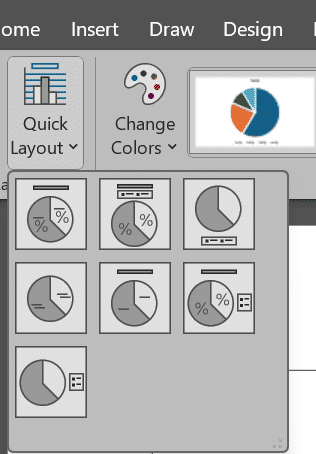 ome Insert Draw Design
Quick
Layout
Change
Colors
% %
% %
% %